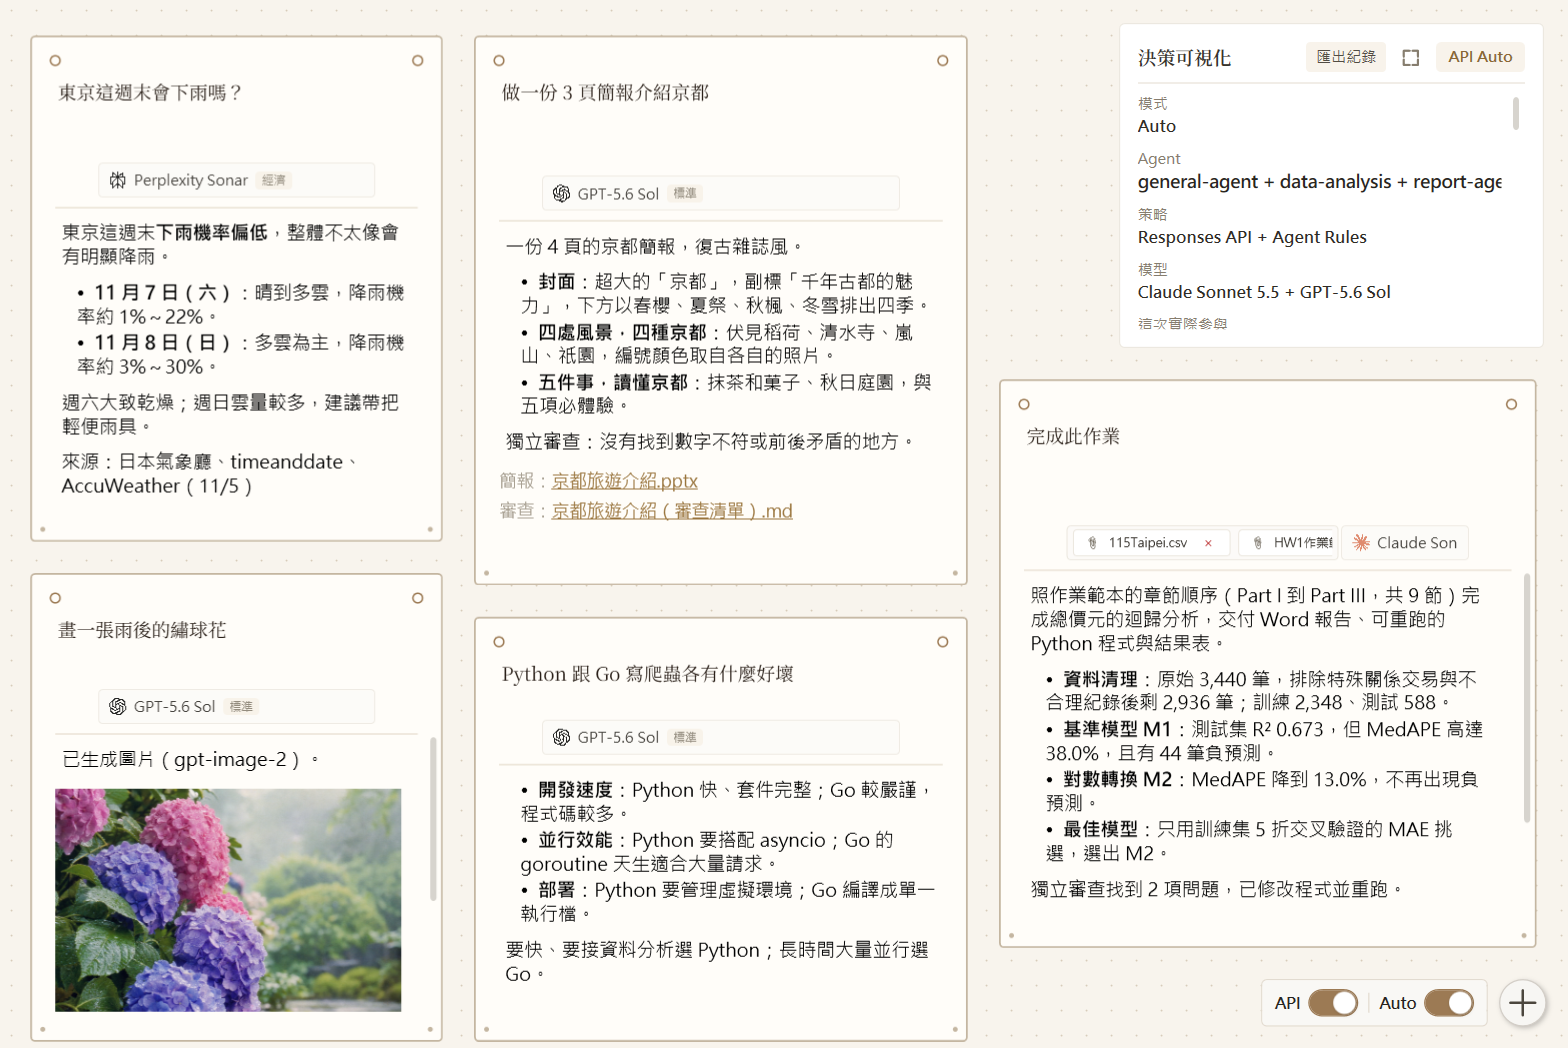 東京這週末會下雨嗎？
Perplexity Sonar 經濟
東京這週末下雨機率偏低，整體不太像會
有明顯降雨。
• 11 月 7 日（六）：晴到多雲，降雨機
率約 1%～22%。
• 11 月 8 日（日）：多雲為主，降雨機
率約 3%～30%。
週六大致乾燥；週日雲量較多，建議帶把
輕便雨具。
來源：日本氣象廳、timeanddate、
AccuWeather（11/5）
畫一張雨後的繡球花
GPT-5.6 Sol 標準
已生成圖片（gpt-image-2）。
做一份 3 頁簡報介紹京都
GPT-5.6 Sol 標準
一份 4 頁的京都簡報，復古雜誌風。
• 封面：超大的「京都」，副標「千年古都的魅
力」，下方以春櫻、夏祭、秋楓、冬雪排出四季。
• 四處風景，四種京都：伏見稻荷、清水寺、嵐
山、祇園，編號顏色取自各自的照片。
• 五件事，讀懂京都：抹茶和菓子、秋日庭園，與
五項必體驗。
獨立審查：沒有找到數字不符或前後矛盾的地方。
簡報：京都旅遊介紹.pptx
審查：京都旅遊介紹（審查清單）.md
Python 跟 Go 寫爬蟲各有什麼好壞
GPT-5.6 Sol 標準
• 開發速度：Python 快、套件完整；Go 較嚴謹，
程式碼較多。
• 並行效能：Python 要搭配 asyncio；Go 的
goroutine 天生適合大量請求。
• 部署：Python 要管理虛擬環境；Go 編譯成單一
執行檔。
要快、要接資料分析選 Python；長時間大量並行選
Go。
決策可視化 匯出紀錄 API Auto
模式
Auto
Agent
general-agent + data-analysis + report-age
策略
Responses API + Agent Rules
模型
Claude Sonnet 5.5 + GPT-5.6 Sol
這次實際參與
完成此作業
115Taipei.csv × HW1作業 Claude Son
照作業範本的章節順序（Part I 到 Part III，共 9 節）完
成總價元的迴歸分析，交付 Word 報告、可重跑的
Python 程式與結果表。
• 資料清理：原始 3,440 筆，排除特殊關係交易與不
合理紀錄後剩 2,936 筆；訓練 2,348、測試 588。
• 基準模型 M1：測試集 R² 0.673，但 MedAPE 高達
38.0%，且有 44 筆負預測。
• 對數轉換 M2：MedAPE 降到 13.0%，不再出現負
預測。
• 最佳模型：只用訓練集 5 折交叉驗證的 MAE 挑
選，選出 M2。
獨立審查找到 2 項問題，已修改程式並重跑。
API Auto